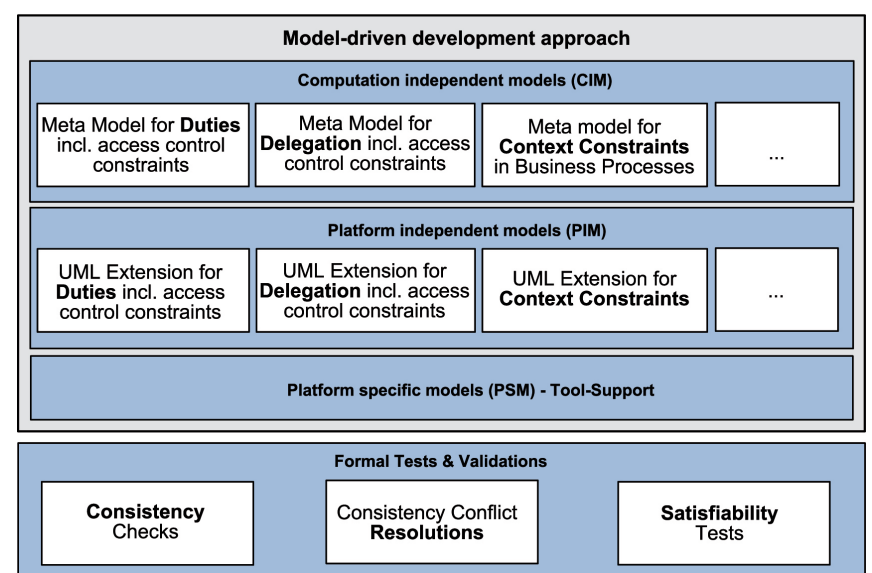 Model-driven development approach
Computation independent models (CIM)
Meta Model for Duties
incl. access control
constraints
Meta Model for
Delegation incl. access
control constraints
Meta model for
Context Constraints
in Business Processes
...
Platform independent models (PIM)
UML Extension for
Duties incl. access
control constraints
UML Extension for
Delegation incl. access
control constraints
UML Extension for
Context Constraints
...
Platform specific models (PSM) - Tool-Support
Formal Tests & Validations
Consistency
Checks
Consistency Conflict
Resolutions
Satisfiability
Tests